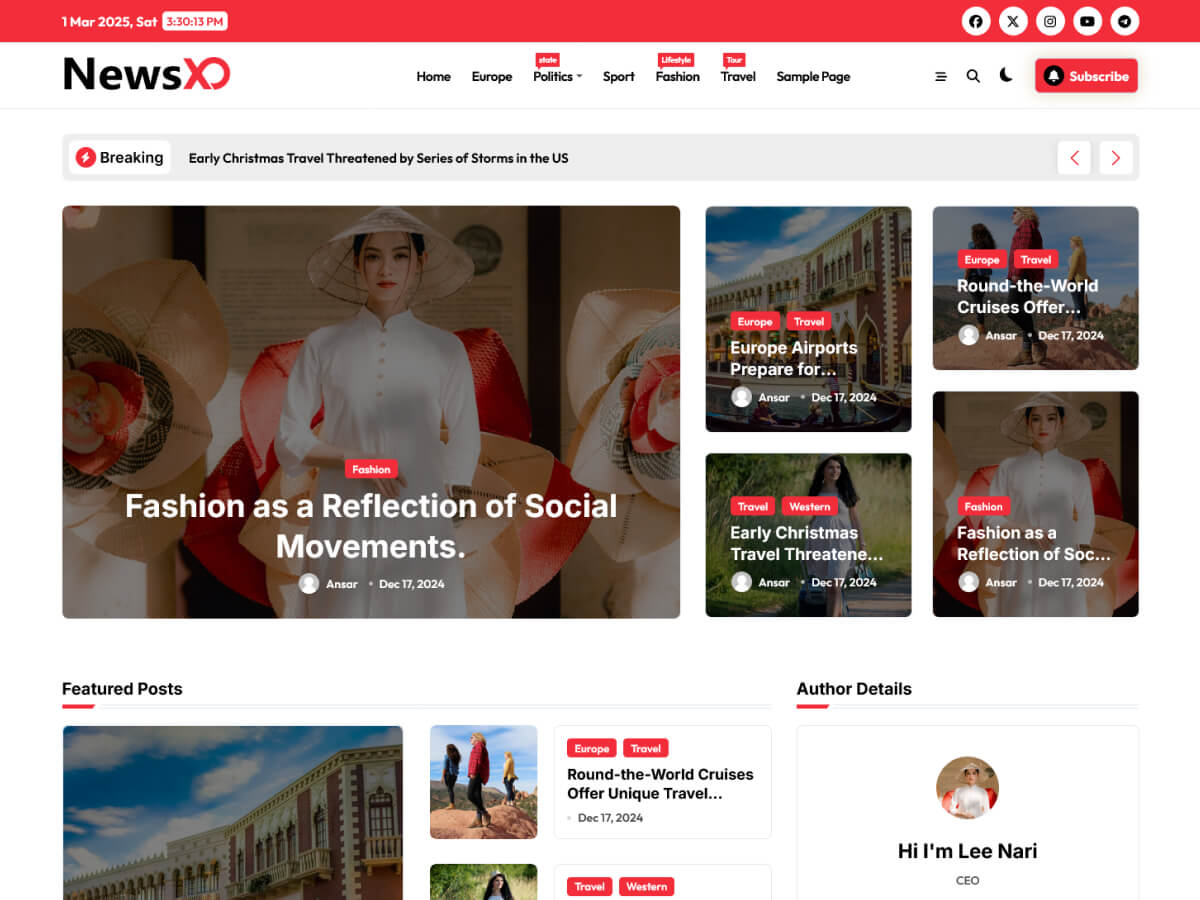 1 Mar 2025, Sat 3:30:13 PM
NewsXO
state
Lifestyle
Tour
Home Europe Politics Sport Fashion Travel Sample Page
Subscribe
Breaking
Early Christmas Travel Threatened by Series of Storms in the US
Fashion
Fashion as a Reflection of Social
Movements.
Ansar • Dec 17, 2024
Europe Travel
Europe Airports
Prepare for...
Ansar • Dec 17, 2024
Travel Western
Early Christmas
Travel Threatene...
Ansar • Dec 17, 2024
Europe Travel
Round-the-World
Cruises Offer...
Ansar • Dec 17, 2024
Fashion
Fashion as a
Reflection of Soc...
Ansar • Dec 17, 2024
Featured Posts
Europe Travel
Round-the-World Cruises
Offer Unique Travel...
Dec 17, 2024
Travel Western
Author Details
Hi I'm Lee Nari
CEO